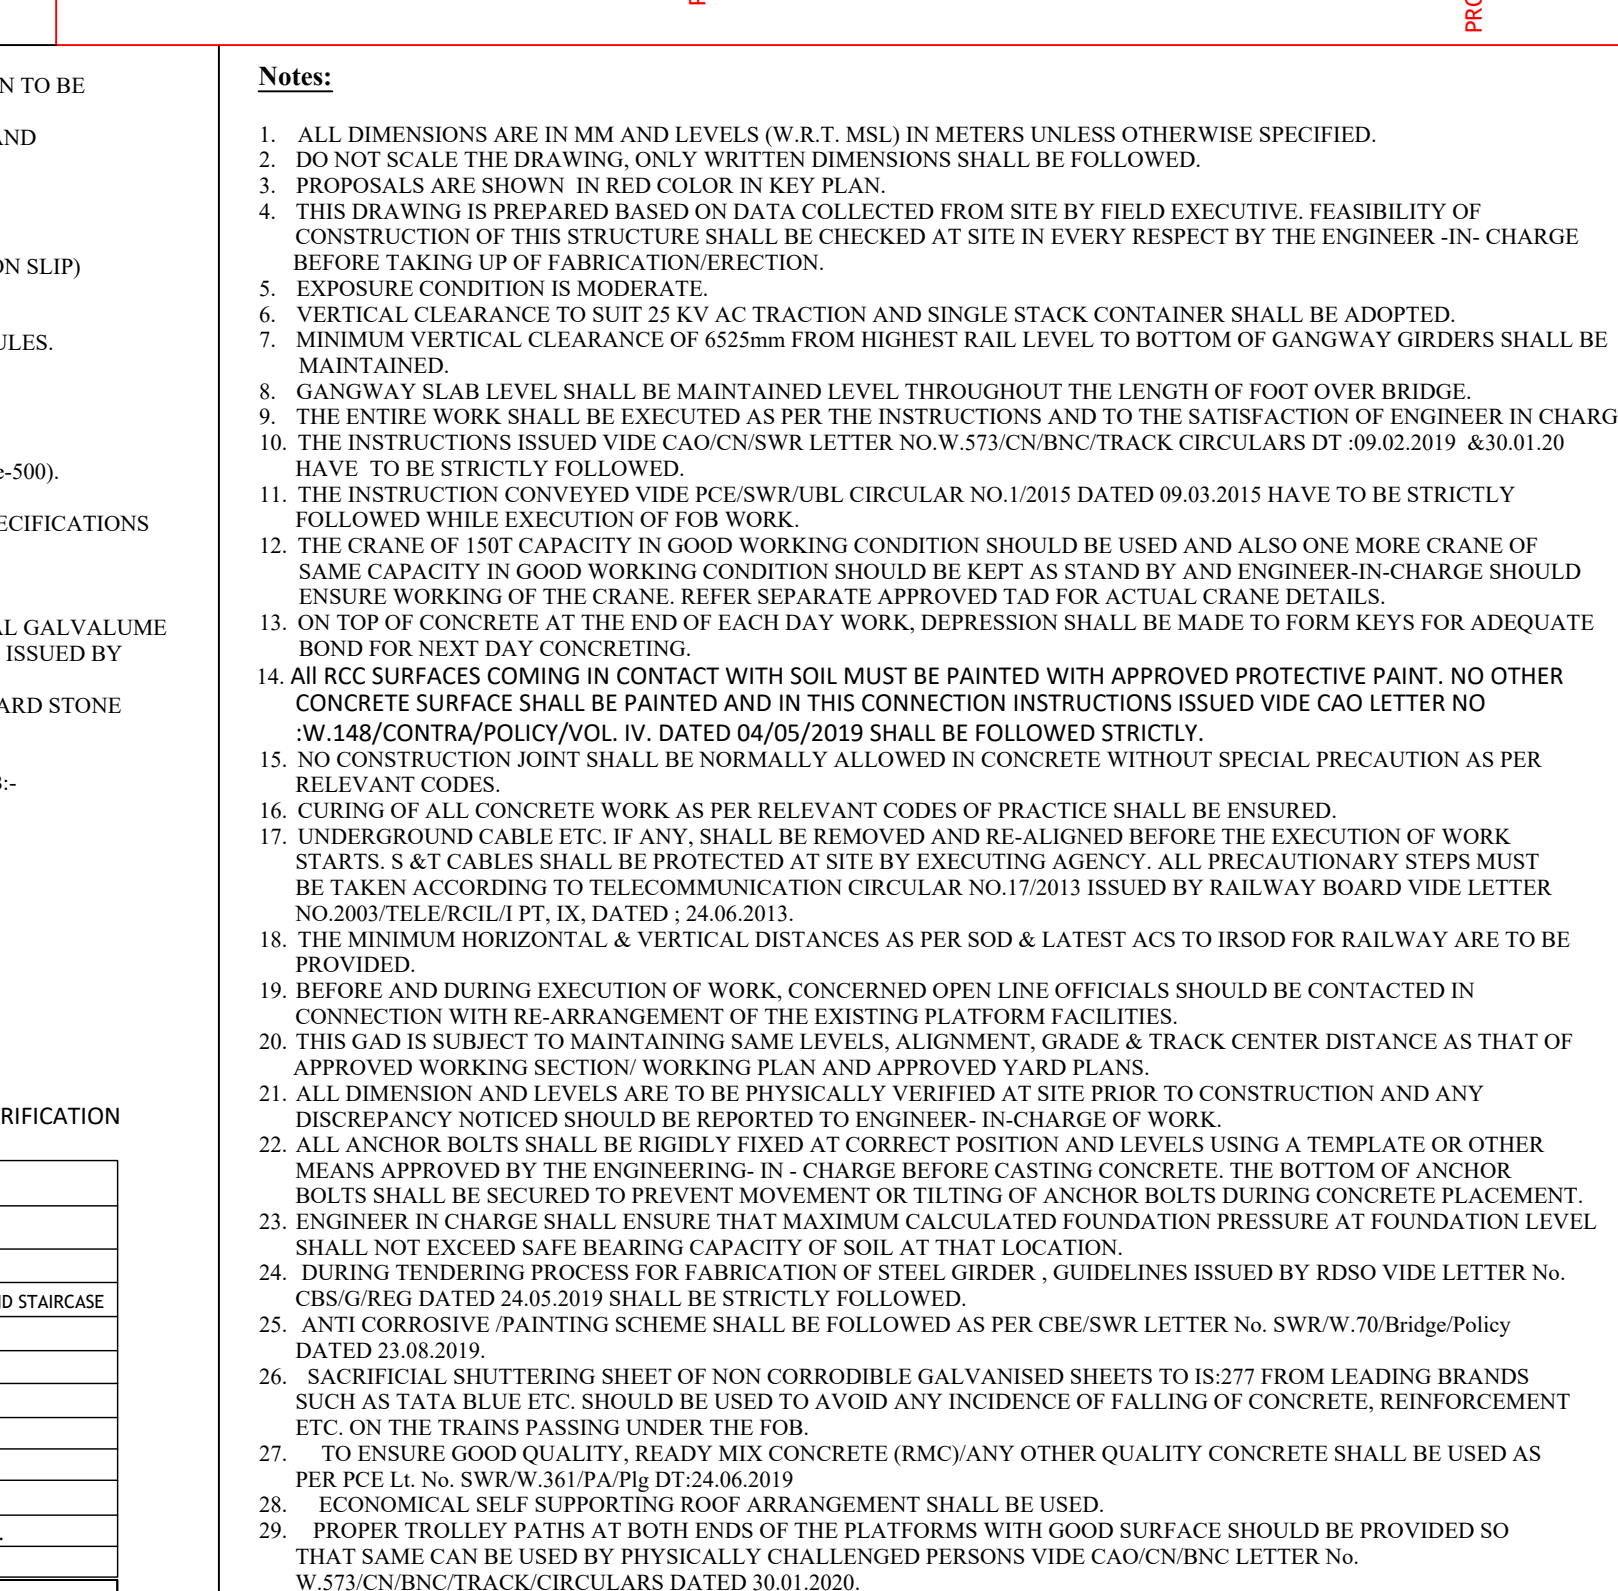 PRO
N TO BE
AND
ON SLIP)
ULES.
e-500).
ECIFICATIONS
AL GALVALUME
ISSUED BY
ARD STONE
:-
RIFICATION
ND STAIRCASE
Notes:
1. ALL DIMENSIONS ARE IN MM AND LEVELS (W.R.T. MSL) IN METERS UNLESS OTHERWISE SPECIFIED.
2. DO NOT SCALE THE DRAWING, ONLY WRITTEN DIMENSIONS SHALL BE FOLLOWED.
3. PROPOSALS ARE SHOWN IN RED COLOR IN KEY PLAN.
4. THIS DRAWING IS PREPARED BASED ON DATA COLLECTED FROM SITE BY FIELD EXECUTIVE. FEASIBILITY OF
CONSTRUCTION OF THIS STRUCTURE SHALL BE CHECKED AT SITE IN EVERY RESPECT BY THE ENGINEER -IN- CHARGE
BEFORE TAKING UP OF FABRICATION/ERECTION.
5. EXPOSURE CONDITION IS MODERATE.
6. VERTICAL CLEARANCE TO SUIT 25 KV AC TRACTION AND SINGLE STACK CONTAINER SHALL BE ADOPTED.
7. MINIMUM VERTICAL CLEARANCE OF 6525mm FROM HIGHEST RAIL LEVEL TO BOTTOM OF GANGWAY GIRDERS SHALL BE
MAINTAINED.
8. GANGWAY SLAB LEVEL SHALL BE MAINTAINED LEVEL THROUGHOUT THE LENGTH OF FOOT OVER BRIDGE.
9. THE ENTIRE WORK SHALL BE EXECUTED AS PER THE INSTRUCTIONS AND TO THE SATISFACTION OF ENGINEER IN CHARG
10. THE INSTRUCTIONS ISSUED VIDE CAO/CN/SWR LETTER NO.W.573/CN/BNC/TRACK CIRCULARS DT :09.02.2019 &30.01.20
HAVE TO BE STRICTLY FOLLOWED.
11. THE INSTRUCTION CONVEYED VIDE PCE/SWR/UBL CIRCULAR NO.1/2015 DATED 09.03.2015 HAVE TO BE STRICTLY
FOLLOWED WHILE EXECUTION OF FOB WORK.
12. THE CRANE OF 150T CAPACITY IN GOOD WORKING CONDITION SHOULD BE USED AND ALSO ONE MORE CRANE OF
SAME CAPACITY IN GOOD WORKING CONDITION SHOULD BE KEPT AS STAND BY AND ENGINEER-IN-CHARGE SHOULD
ENSURE WORKING OF THE CRANE. REFER SEPARATE APPROVED TAD FOR ACTUAL CRANE DETAILS.
13. ON TOP OF CONCRETE AT THE END OF EACH DAY WORK, DEPRESSION SHALL BE MADE TO FORM KEYS FOR ADEQUATE
BOND FOR NEXT DAY CONCRETING.
14. All RCC SURFACES COMING IN CONTACT WITH SOIL MUST BE PAINTED WITH APPROVED PROTECTIVE PAINT. NO OTHER
CONCRETE SURFACE SHALL BE PAINTED AND IN THIS CONNECTION INSTRUCTIONS ISSUED VIDE CAO LETTER NO
:W.148/CONTRA/POLICY/VOL. IV. DATED 04/05/2019 SHALL BE FOLLOWED STRICTLY.
15. NO CONSTRUCTION JOINT SHALL BE NORMALLY ALLOWED IN CONCRETE WITHOUT SPECIAL PRECAUTION AS PER
RELEVANT CODES.
16. CURING OF ALL CONCRETE WORK AS PER RELEVANT CODES OF PRACTICE SHALL BE ENSURED.
17. UNDERGROUND CABLE ETC. IF ANY, SHALL BE REMOVED AND RE-ALIGNED BEFORE THE EXECUTION OF WORK
STARTS. S &T CABLES SHALL BE PROTECTED AT SITE BY EXECUTING AGENCY. ALL PRECAUTIONARY STEPS MUST
BE TAKEN ACCORDING TO TELECOMMUNICATION CIRCULAR NO.17/2013 ISSUED BY RAILWAY BOARD VIDE LETTER
NO.2003/TELE/RCIL/I PT, IX, DATED ; 24.06.2013.
18. THE MINIMUM HORIZONTAL & VERTICAL DISTANCES AS PER SOD & LATEST ACS TO IRSOD FOR RAILWAY ARE TO BE
PROVIDED.
19. BEFORE AND DURING EXECUTION OF WORK, CONCERNED OPEN LINE OFFICIALS SHOULD BE CONTACTED IN
CONNECTION WITH RE-ARRANGEMENT OF THE EXISTING PLATFORM FACILITIES.
20. THIS GAD IS SUBJECT TO MAINTAINING SAME LEVELS, ALIGNMENT, GRADE & TRACK CENTER DISTANCE AS THAT OF
APPROVED WORKING SECTION/ WORKING PLAN AND APPROVED YARD PLANS.
21. ALL DIMENSION AND LEVELS ARE TO BE PHYSICALLY VERIFIED AT SITE PRIOR TO CONSTRUCTION AND ANY
DISCREPANCY NOTICED SHOULD BE REPORTED TO ENGINEER- IN-CHARGE OF WORK.
22. ALL ANCHOR BOLTS SHALL BE RIGIDLY FIXED AT CORRECT POSITION AND LEVELS USING A TEMPLATE OR OTHER
MEANS APPROVED BY THE ENGINEERING- IN - CHARGE BEFORE CASTING CONCRETE. THE BOTTOM OF ANCHOR
BOLTS SHALL BE SECURED TO PREVENT MOVEMENT OR TILTING OF ANCHOR BOLTS DURING CONCRETE PLACEMENT.
23. ENGINEER IN CHARGE SHALL ENSURE THAT MAXIMUM CALCULATED FOUNDATION PRESSURE AT FOUNDATION LEVEL
SHALL NOT EXCEED SAFE BEARING CAPACITY OF SOIL AT THAT LOCATION.
24. DURING TENDERING PROCESS FOR FABRICATION OF STEEL GIRDER , GUIDELINES ISSUED BY RDSO VIDE LETTER No.
CBS/G/REG DATED 24.05.2019 SHALL BE STRICTLY FOLLOWED.
25. ANTI CORROSIVE /PAINTING SCHEME SHALL BE FOLLOWED AS PER CBE/SWR LETTER No. SWR/W.70/Bridge/Policy
DATED 23.08.2019.
26. SACRIFICIAL SHUTTERING SHEET OF NON CORRODIBLE GALVANISED SHEETS TO IS:277 FROM LEADING BRANDS
SUCH AS TATA BLUE ETC. SHOULD BE USED TO AVOID ANY INCIDENCE OF FALLING OF CONCRETE, REINFORCEMENT
ETC. ON THE TRAINS PASSING UNDER THE FOB.
27. TO ENSURE GOOD QUALITY, READY MIX CONCRETE (RMC)/ANY OTHER QUALITY CONCRETE SHALL BE USED AS
PER PCE Lt. No. SWR/W.361/PA/Plg DT:24.06.2019
28. ECONOMICAL SELF SUPPORTING ROOF ARRANGEMENT SHALL BE USED.
29. PROPER TROLLEY PATHS AT BOTH ENDS OF THE PLATFORMS WITH GOOD SURFACE SHOULD BE PROVIDED SO
THAT SAME CAN BE USED BY PHYSICALLY CHALLENGED PERSONS VIDE CAO/CN/BNC LETTER No.
W.573/CN/BNC/TRACK/CIRCULARS DATED 30.01.2020.